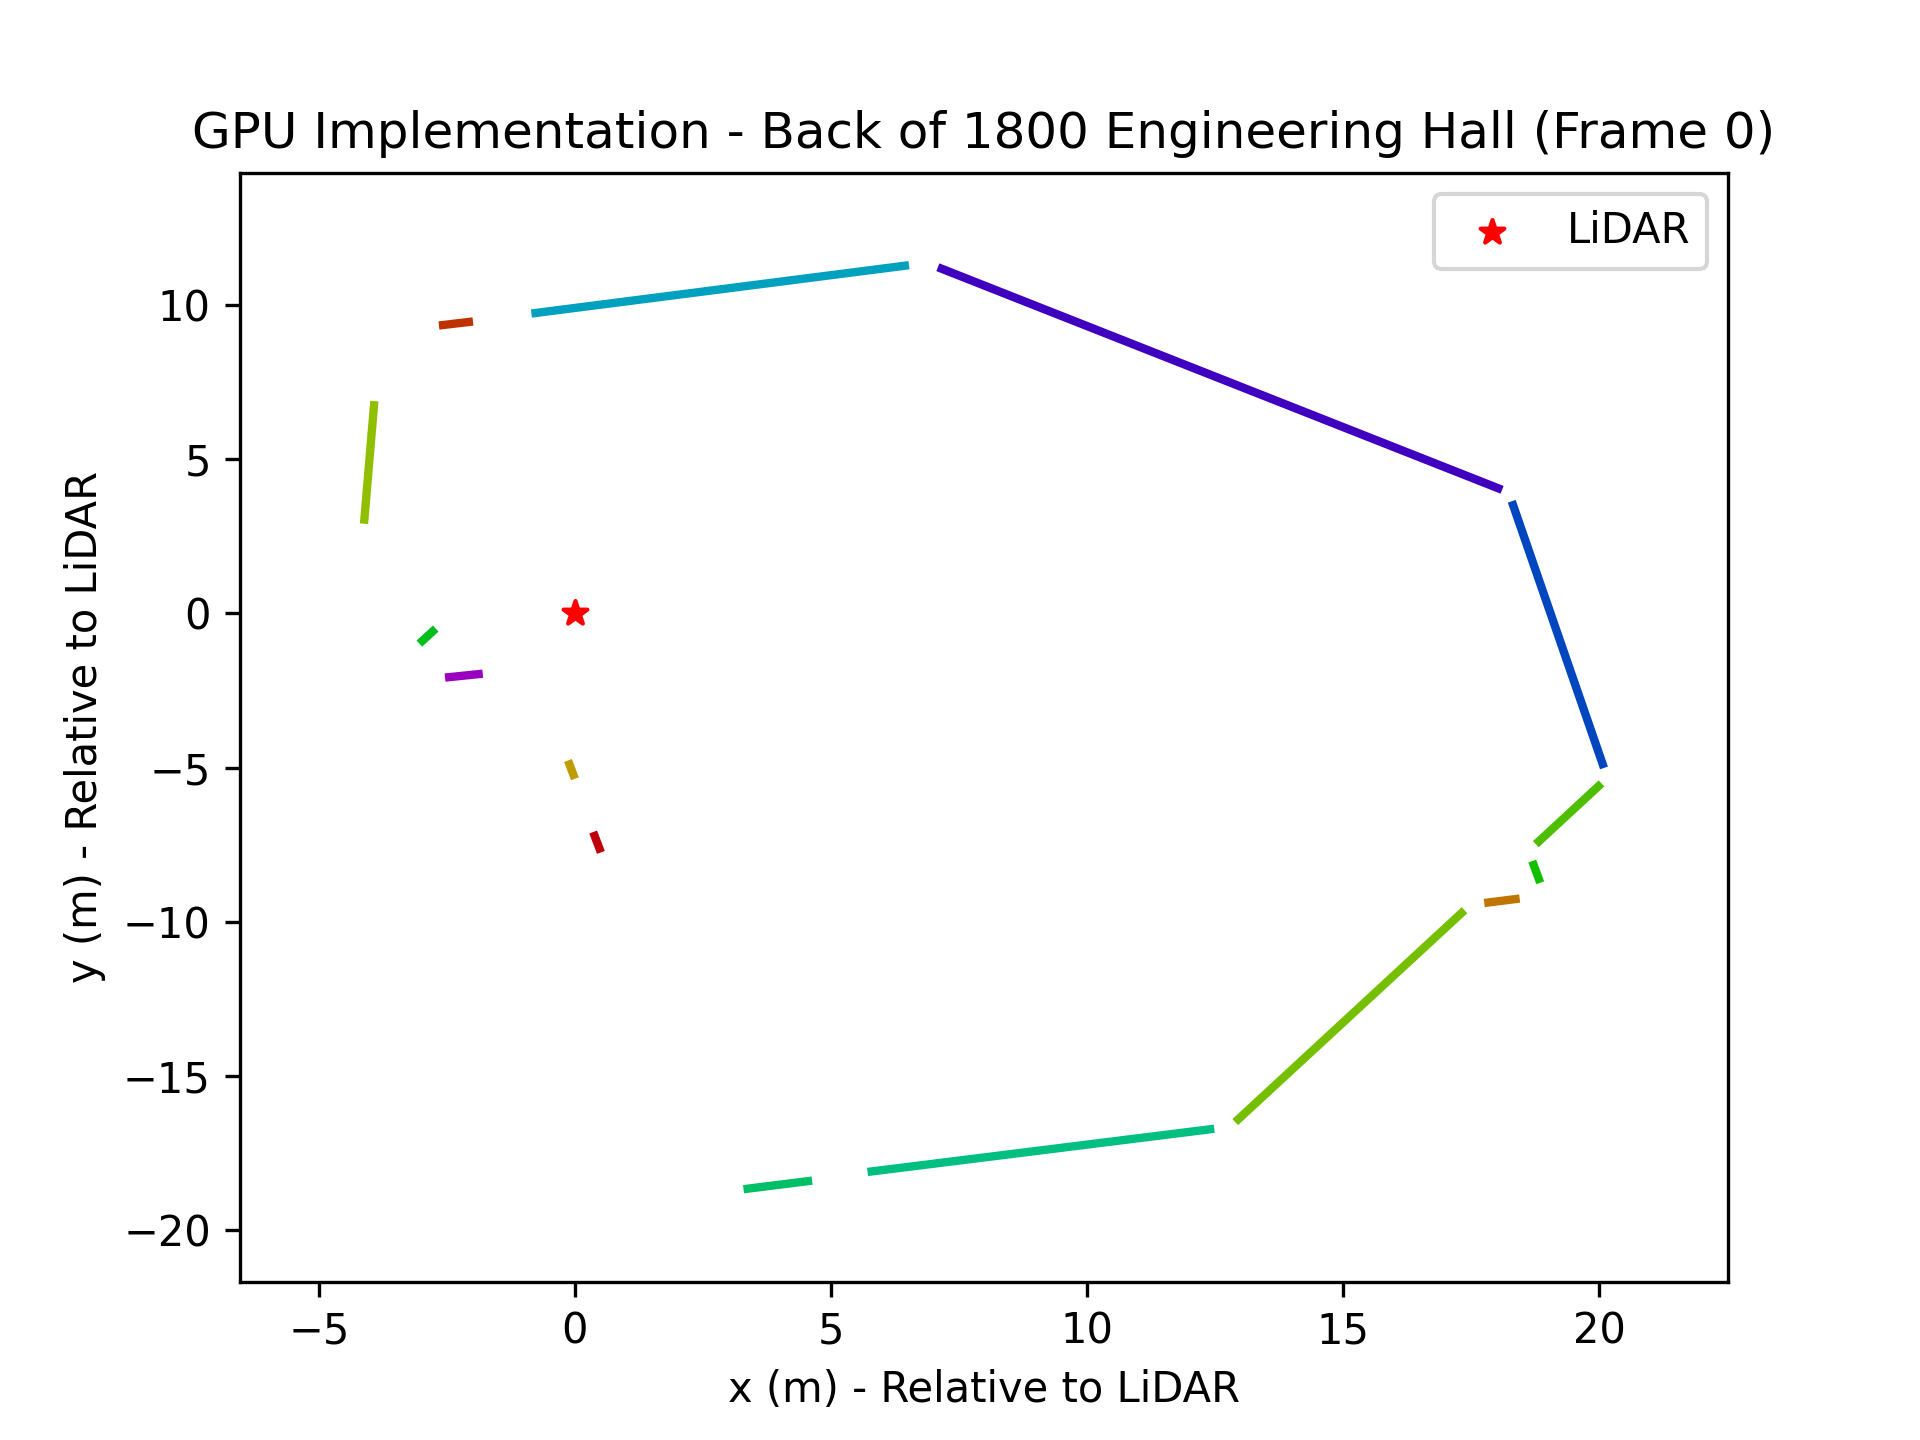 GPU Implementation - Back of 1800 Engineering Hall (Frame 0)
LiDAR
10
5
0
−5
−10
−15
−20
y (m) - Relative to LiDAR
−5 0 5 10 15 20
x (m) - Relative to LiDAR